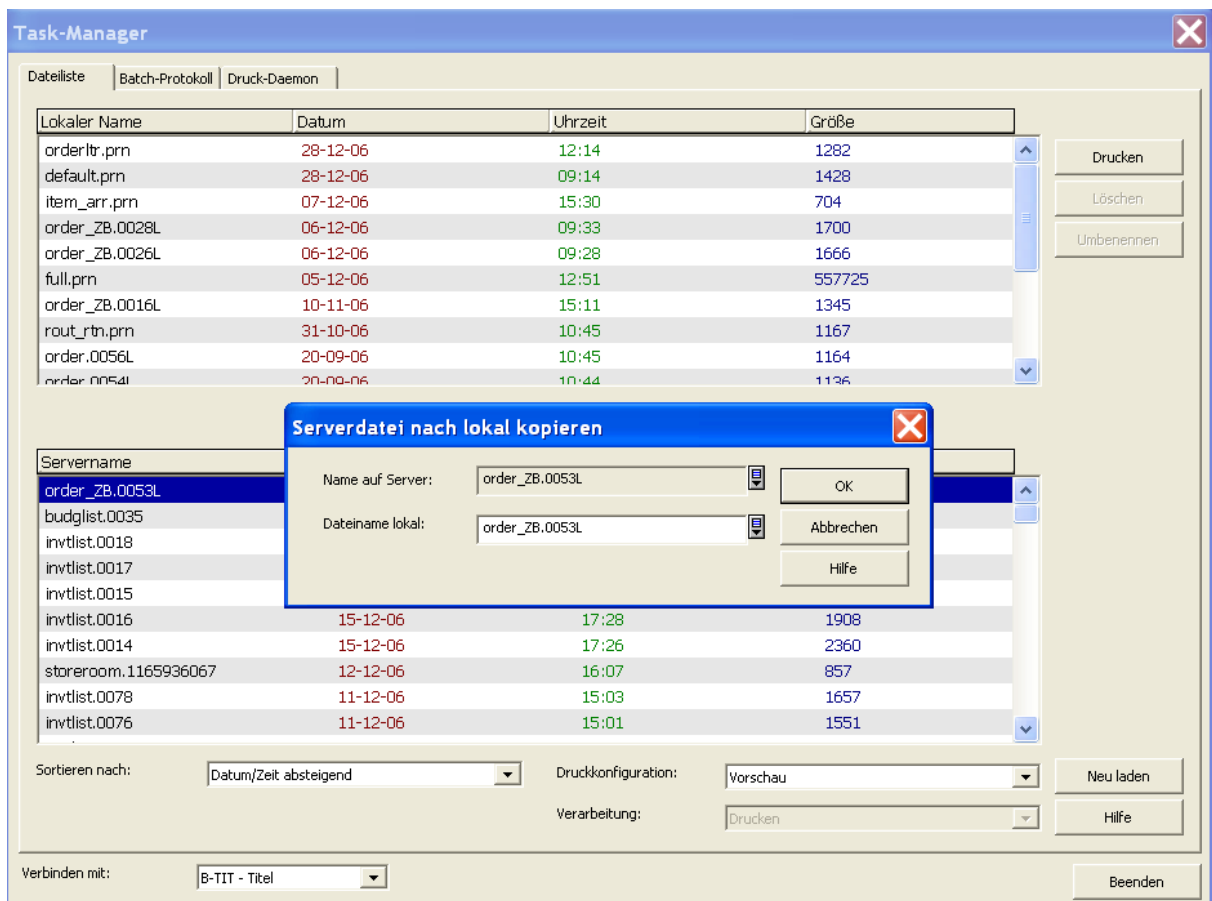 Task-Manager
Dateiliste Batch-Protokoll Druck-Daemon
Lokaler Name Datum Uhrzeit Größe
orderltr.prn 28-12-06 12:14 1282
default.prn 28-12-06 09:14 1428
item_arr.prn 07-12-06 15:30 704
order_ZB.0028L 06-12-06 09:33 1700
order_ZB.0026L 06-12-06 09:28 1666
full.prn 05-12-06 12:51 557725
order_ZB.0016L 10-11-06 15:11 1345
rout_rtn.prn 31-10-06 10:45 1167
order.0056L 20-09-06 10:45 1164
order.0054L 20-09-06 10:44 1136
Drucken
Löschen
Umbenennen
Serverdatei nach lokal kopieren
Name auf Server: order_ZB.0053L OK
Dateiname lokal: order_ZB.0053L Abbrechen
Hilfe
Servername
order_ZB.0053L
budglist.0035
invtlist.0018
invtlist.0017
invtlist.0015
invtlist.0016 15-12-06 17:28 1908
invtlist.0014 15-12-06 17:26 2360
storeroom.1165936067 12-12-06 16:07 857
invtlist.0078 11-12-06 15:03 1657
invtlist.0076 11-12-06 15:01 1551
Sortieren nach: Datum/Zeit absteigend Druckkonfiguration: Vorschau Neu laden
Verarbeitung: Drucken Hilfe
Verbinden mit: B-TIT - Titel Beenden